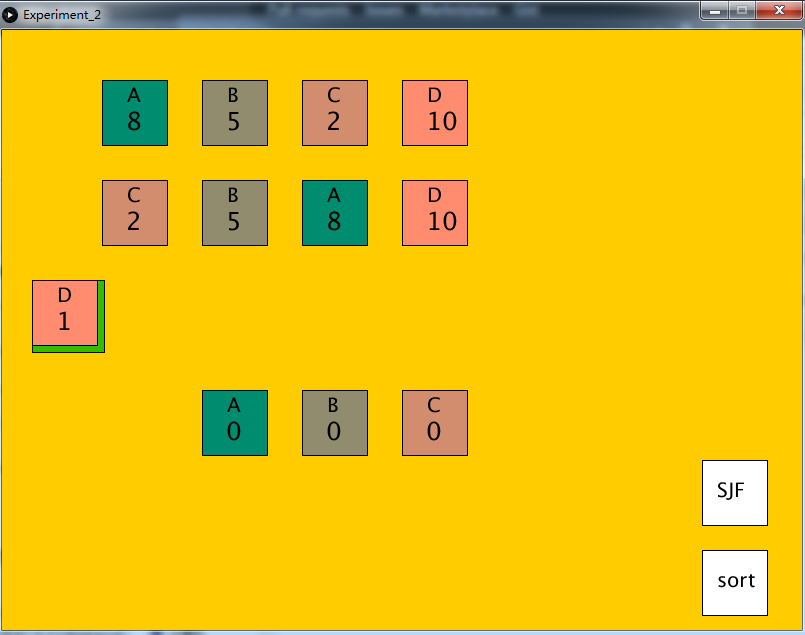 Experiment_2
A B C D
8 5 2 10
C B A D
2 5 8 10
D
1
A B C
0 0 0
SJF
sort